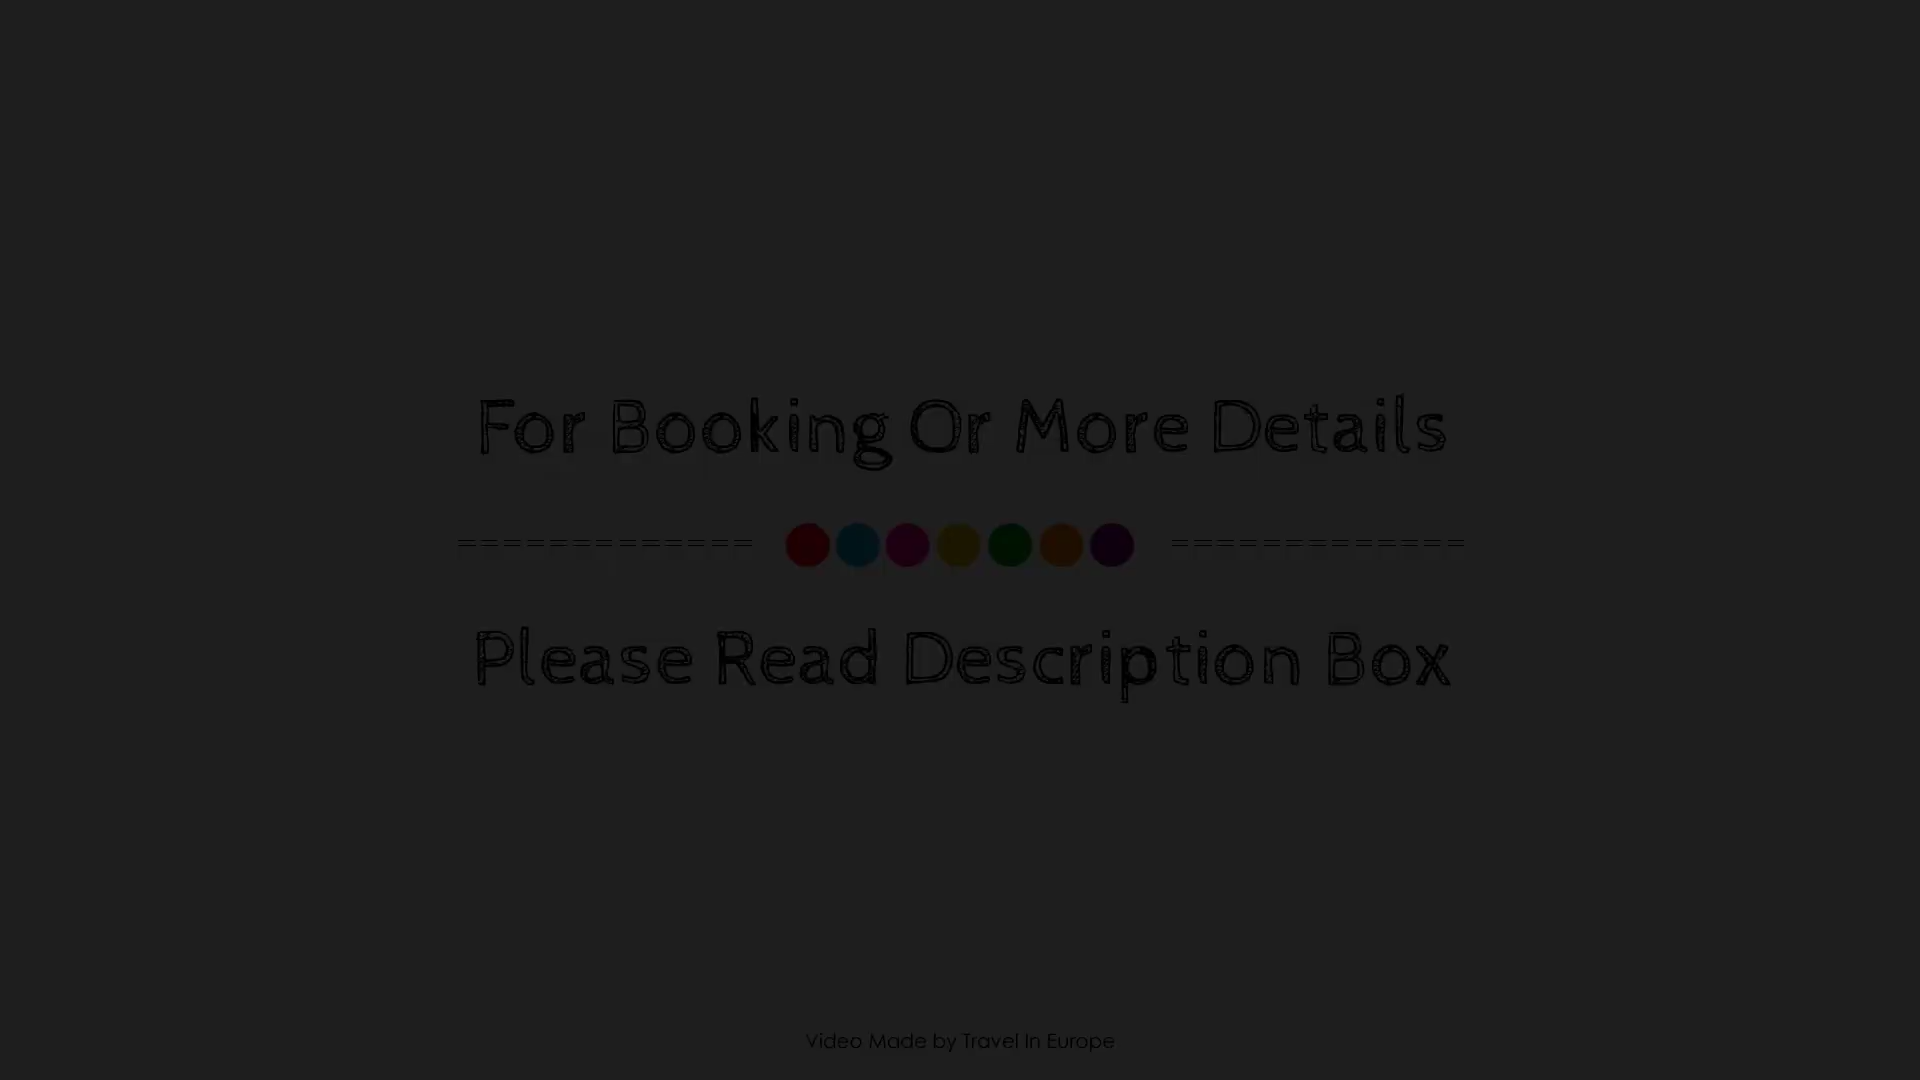 For Booking Or More Details
============= =============
Please Read Description Box
Video Made by Travel In Europe